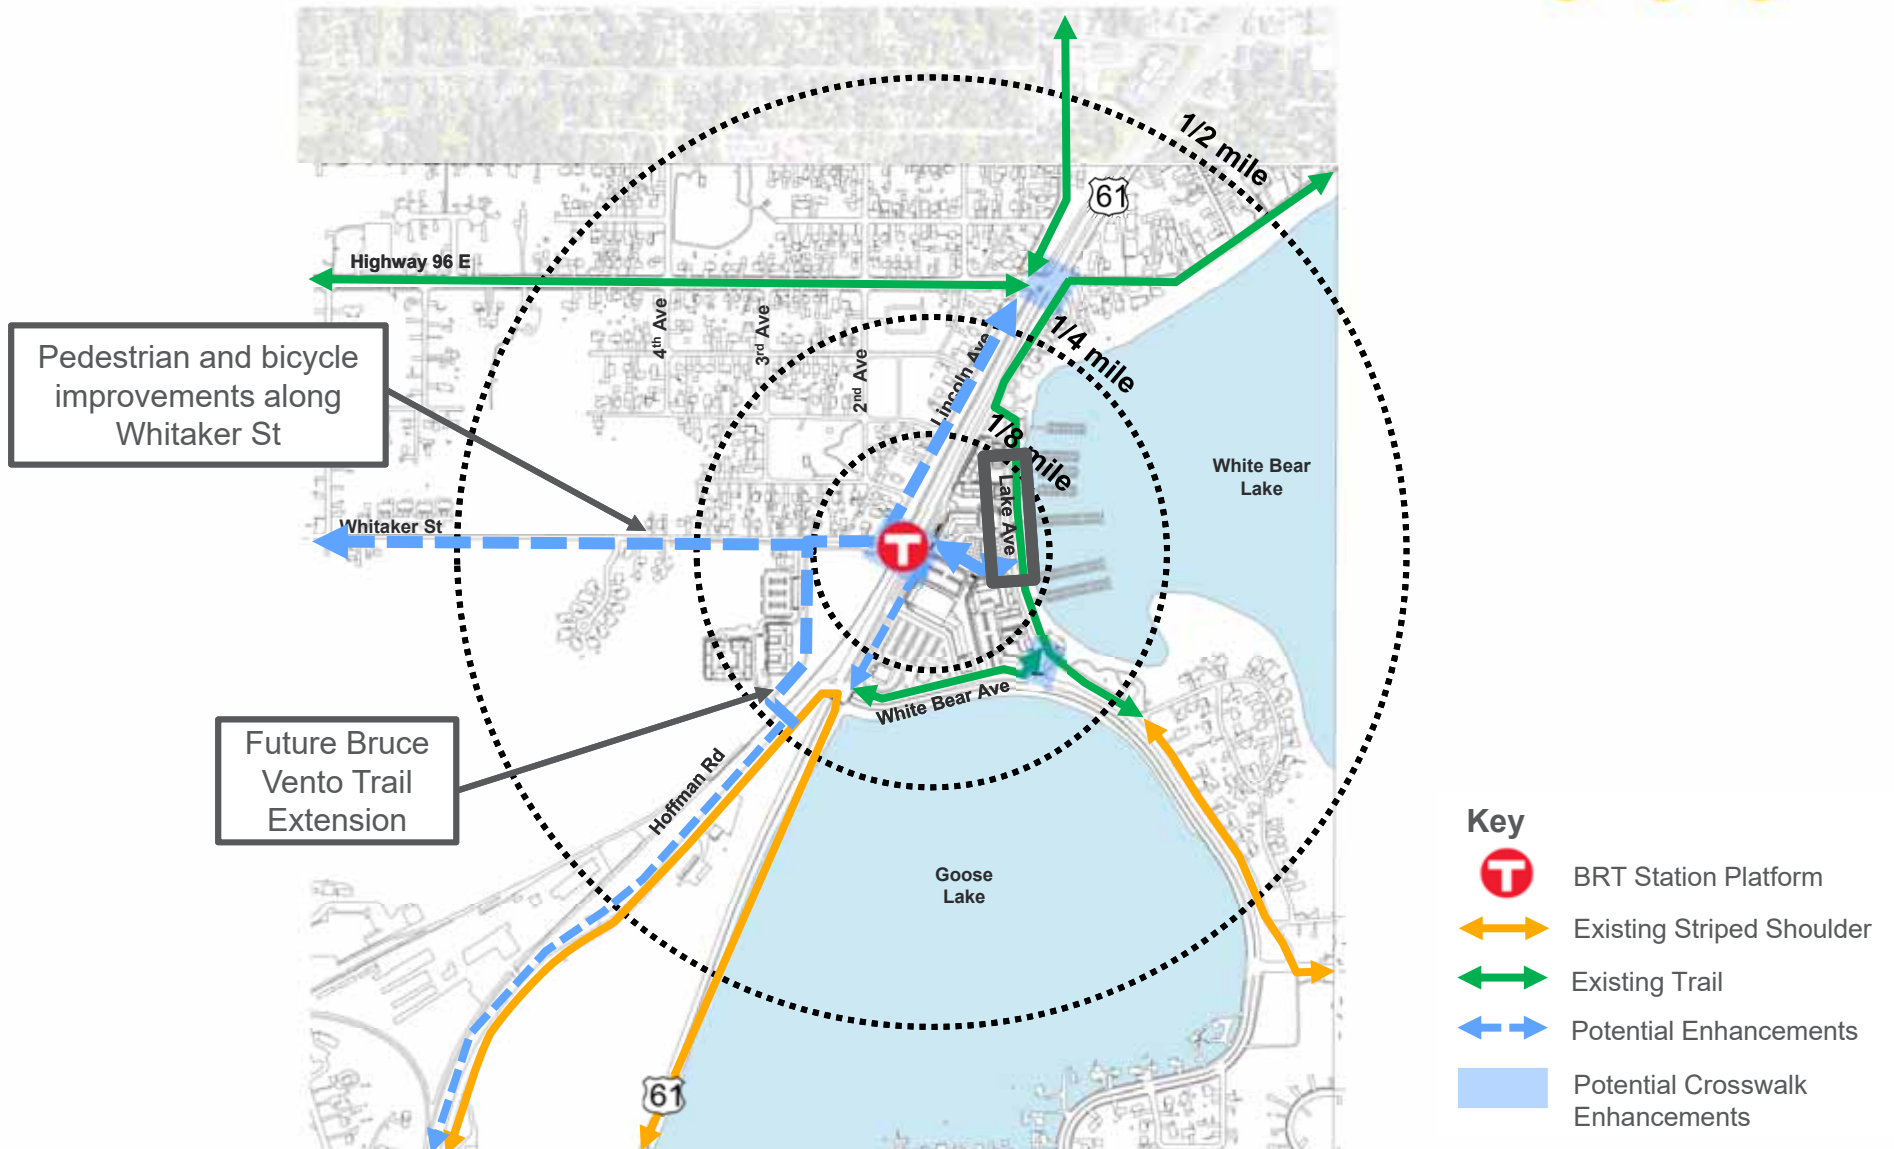 1/2 mile
61
Highway 96 E
4th Ave
3rd Ave
2nd Ave
Lincoln Ave
1/4 mile
Pedestrian and bicycle
improvements along
Whitaker St
1/8 mile
Lake Ave
White Bear
Lake
Whitaker St
T
White Bear Ave
Future Bruce
Vento Trail
Extension
Hoffman Rd
Goose
Lake
61
Key
T
BRT Station Platform
Existing Striped Shoulder
Existing Trail
Potential Enhancements
Potential Crosswalk
Enhancements